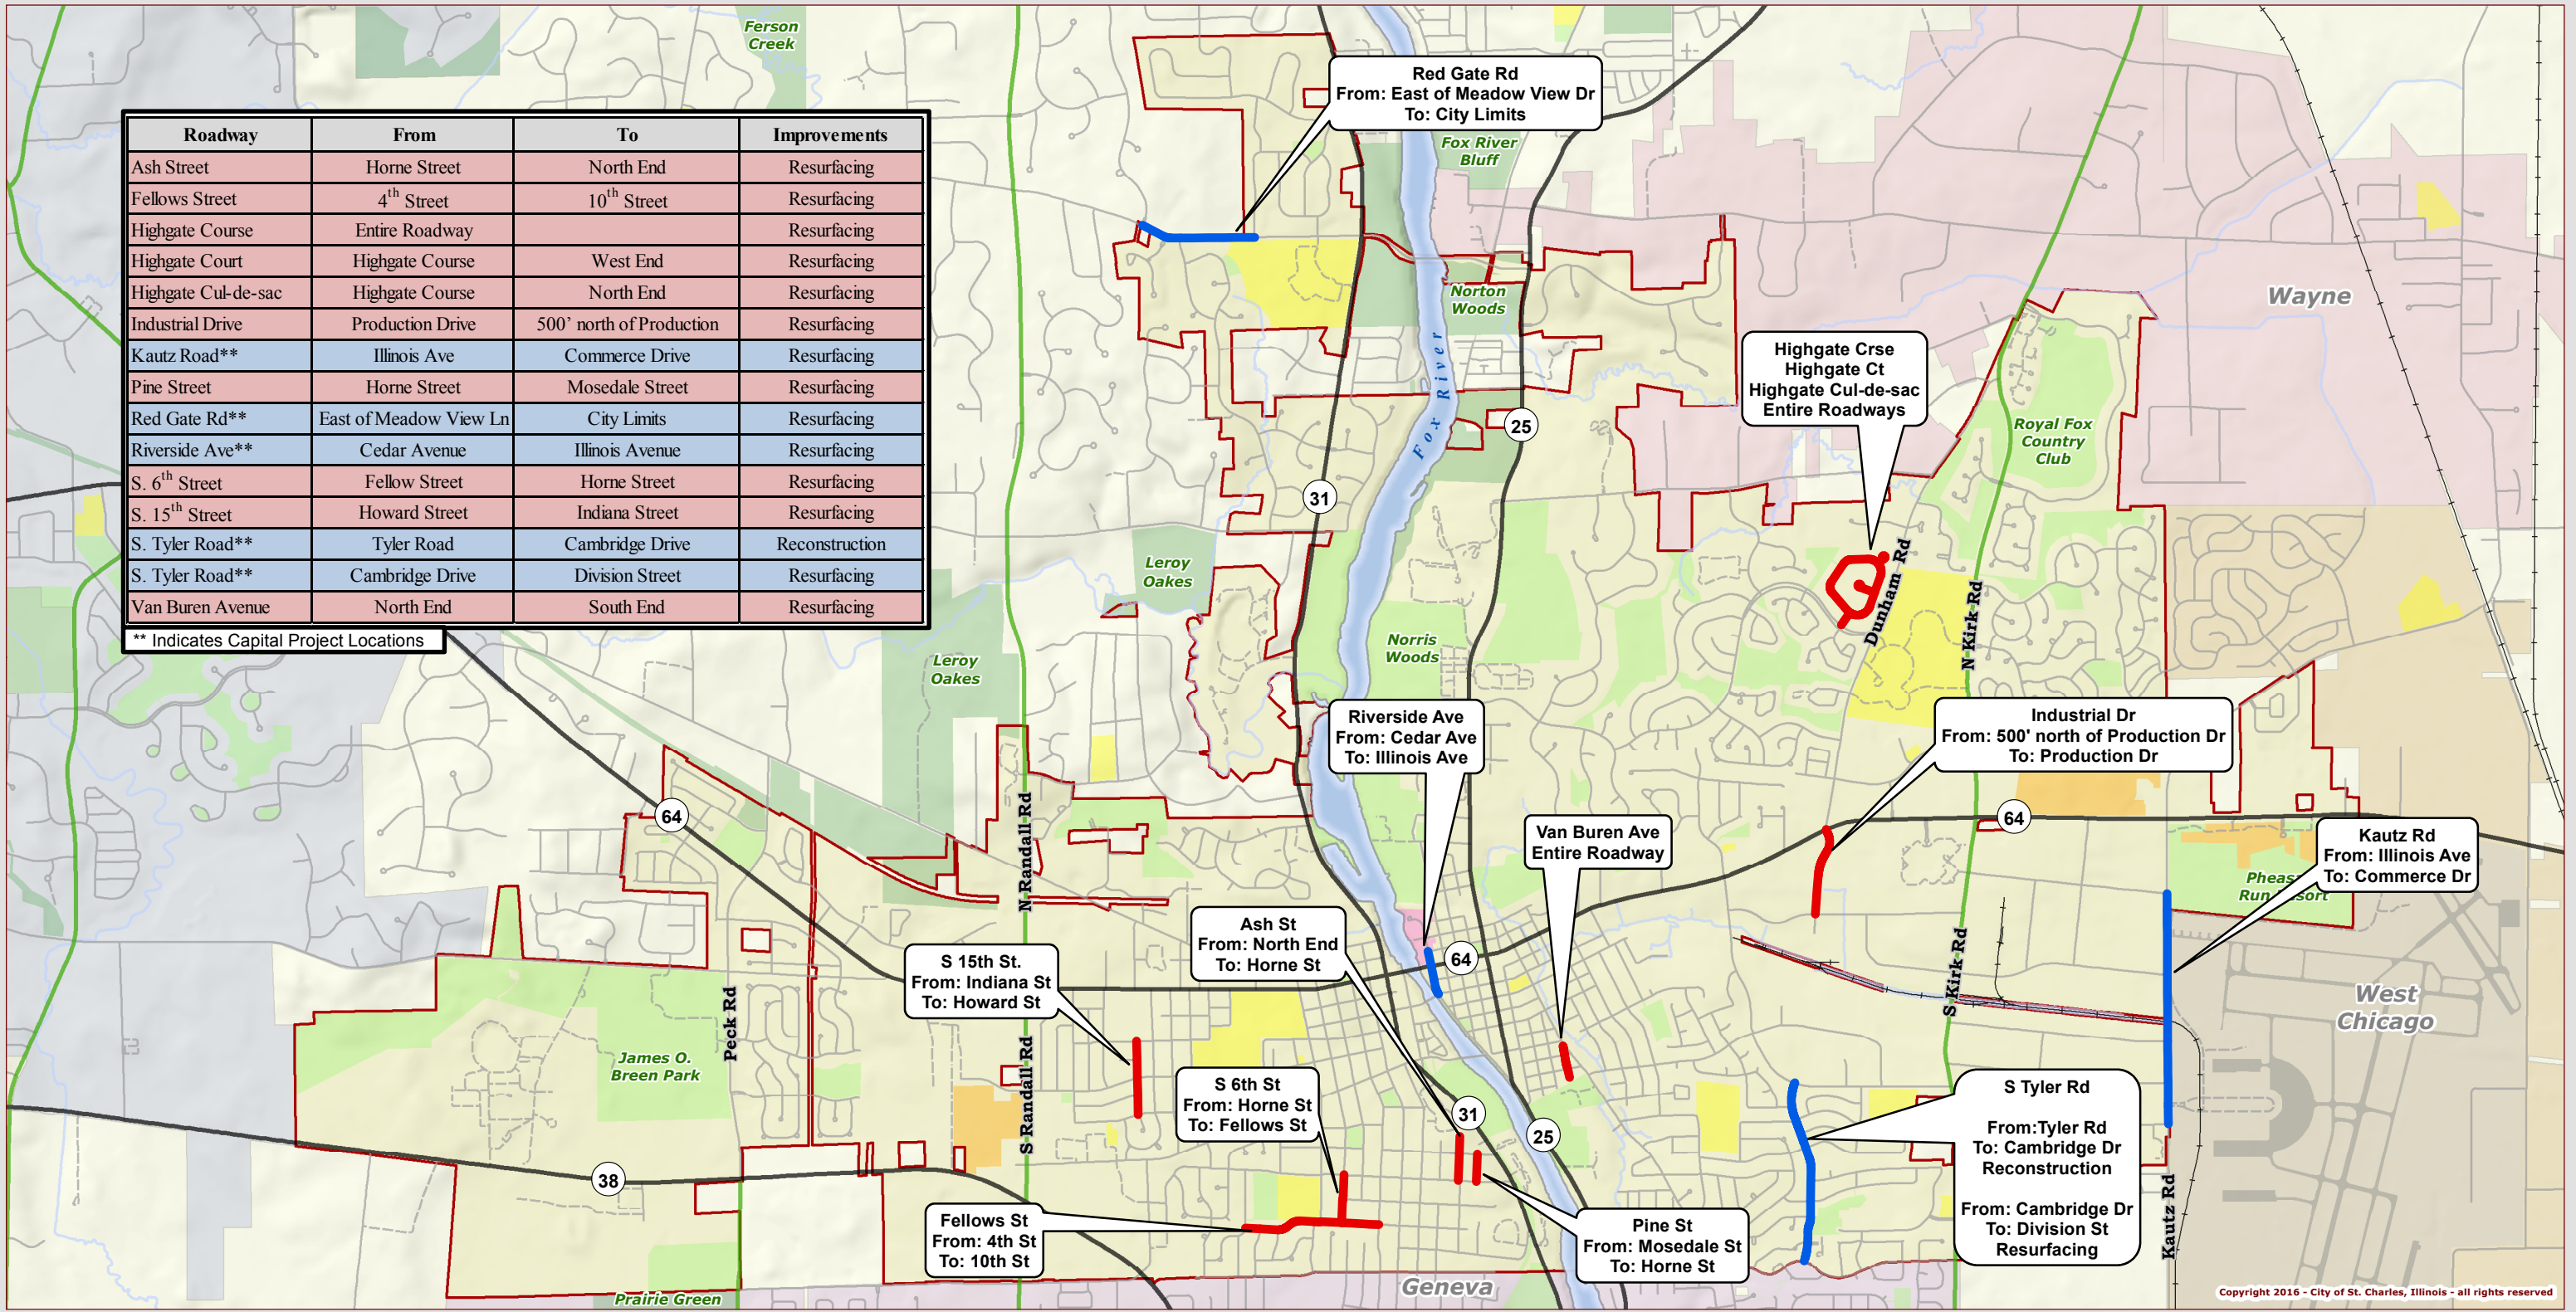 Ferson
Creek
Roadway From To Improvements
Ash Street Horne Street North End Resurfacing
Fellows Street 4th Street 10th Street Resurfacing
Highgate Course Entire Roadway Resurfacing
Highgate Court Highgate Course West End Resurfacing
Highgate Cul-de-sac Highgate Course North End Resurfacing
Industrial Drive Production Drive 500’ north of Production Resurfacing
Kautz Road** Illinois Ave Commerce Drive Resurfacing
Pine Street Horne Street Mosedale Street Resurfacing
Red Gate Rd** East of Meadow View Ln City Limits Resurfacing
Riverside Ave** Cedar Avenue Illinois Avenue Resurfacing
S. 6th Street Fellow Street Horne Street Resurfacing
S. 15th Street Howard Street Indiana Street Resurfacing
S. Tyler Road** Tyler Road Cambridge Drive Reconstruction
S. Tyler Road** Cambridge Drive Division Street Resurfacing
Van Buren Avenue North End South End Resurfacing
** Indicates Capital Project Locations
Red Gate Rd
From: East of Meadow View Dr
To: City Limits
Fox River
Bluff
Norton
Woods
Wayne
Fox River
25
31
Highgate Crse
Highgate Ct
Highgate Cul-de-sac
Entire Roadways
Royal Fox
Country
Club
Leroy
Oakes
Leroy
Oakes
Norris
Woods
Dunham Rd
N Kirk Rd
Riverside Ave
From: Cedar Ave
To: Illinois Ave
Industrial Dr
From: 500' north of Production Dr
To: Production Dr
64
64
N Randall Rd
Van Buren Ave
Entire Roadway
Kautz Rd
From: Illinois Ave
To: Commerce Dr
Pheas
Run sort
Ash St
From: North End
To: Horne St
64
S 15th St.
From: Indiana St
To: Howard St
S Kirk Rd
West
Chicago
Peck Rd
James O.
Breen Park
S Randall Rd
S 6th St
From: Horne St
To: Fellows St
31
25
S Tyler Rd
From:Tyler Rd
To: Cambridge Dr
Reconstruction
From: Cambridge Dr
To: Division St
Resurfacing
38
Kautz Rd
Fellows St
From: 4th St
To: 10th St
Pine St
From: Mosedale St
To: Horne St
Geneva
Prairie Green
Copyright 2016 - City of St. Charles, Illinois - all rights reserved